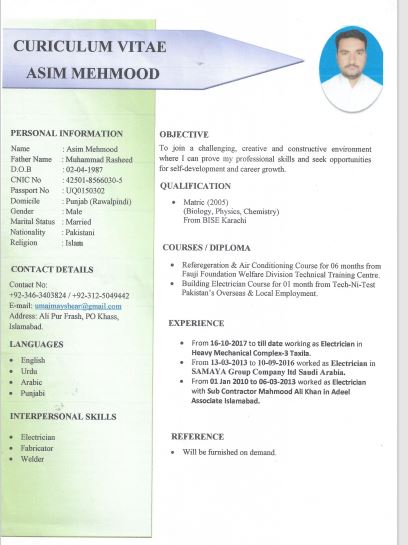 CURICULUM VITAE
ASIM MEHMOOD
PERSONAL INFORMATION
Name : Asim Mehmood
Father Name : Muhammad Rasheed
D.O.B : 02-04-1987
CNIC No : 42501-8566030-5
Passport No : UQ0150302
Domicile : Punjab (Rawalpindi)
Gender : Male
Marital Status : Married
Nationality : Pakistani
Religion : Islam
CONTACT DETAILS
Contact No:
+92-346-3403824 / +92-312-5049442
E-mail: umaimayshear@gmail.com
Address: Ali Pur Frash, PO Khass,
Islamabad.
LANGUAGES
• English
• Urdu
• Arabic
• Punjabi
INTERPERSONAL SKILLS
• Electrician
• Fabricator
• Welder
OBJECTIVE
To join a challenging, creative and constructive environment
where I can prove my professional skills and seek opportunities
for self-development and career growth.
QUALIFICATION
• Matric (2005)
(Biology, Physics, Chemistry)
From BISE Karachi
COURSES / DIPLOMA
• Referegeration & Air Conditioning Course for 06 months from
Fauji Foundation Welfare Division Technical Training Centre.
• Building Electrician Course for 01 month from Tech-Ni-Test
Pakistan's Overseas & Local Employment.
EXPERIENCE
• From 16-10-2017 to till date working as Electrician in
Heavy Mechanical Complex-3 Taxila.
• From 13-03-2013 to 10-09-2016 worked as Electrician in
SAMAYA Group Company ltd Saudi Arabia.
• From 01 Jan 2010 to 06-03-2013 worked as Electrician
with Sub Contractor Mahmood Ali Khan in Adeel
Associate Islamabad.
REFERENCE
• Will be furnished on demand.